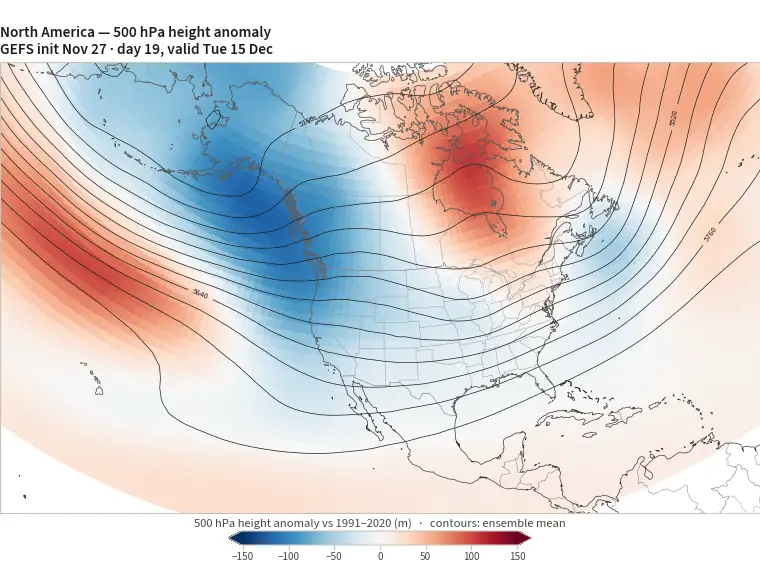 North America — 500 hPa height anomaly
GEFS init Nov 27 · day 19, valid Tue 15 Dec
5520
5760
5640
500 hPa height anomaly vs 1991–2020 (m) · contours: ensemble mean
−150 −100 −50 0 50 100 150